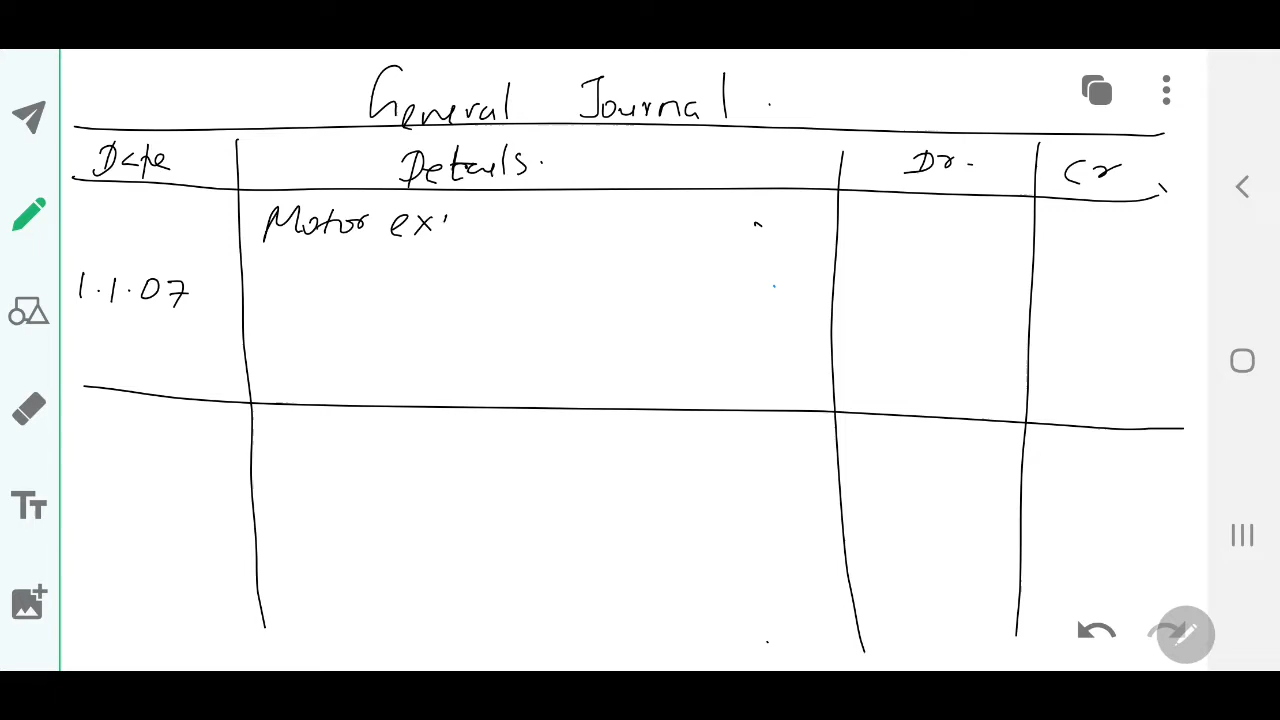 General Journal.
Date Details. Dr. Cr
Motor ex
1.1.07